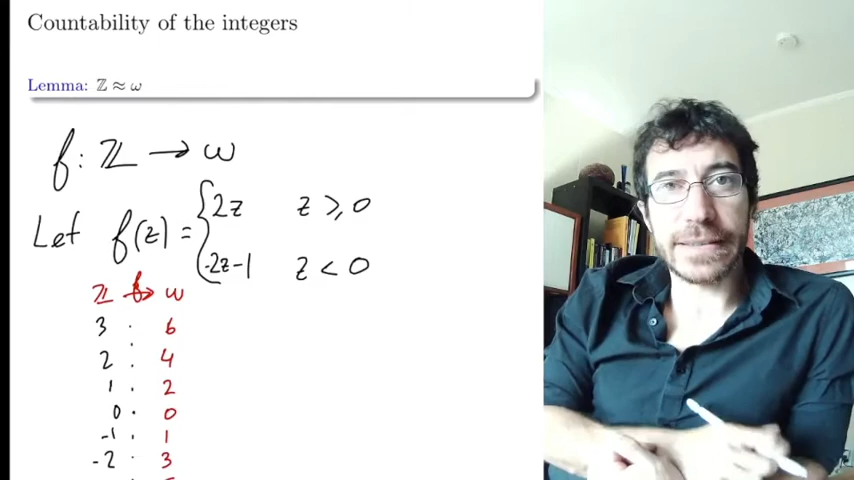 Countability of the integers
Lemma: ℤ ≈ ω
f: ℤ → ω
Let f(z) = { 2z z ≥ 0
-2z-1 z < 0
ℤ f→ ω
3 . 6
2 . 4
1 . 2
0 . 0
-1 . 1
-2 . 3